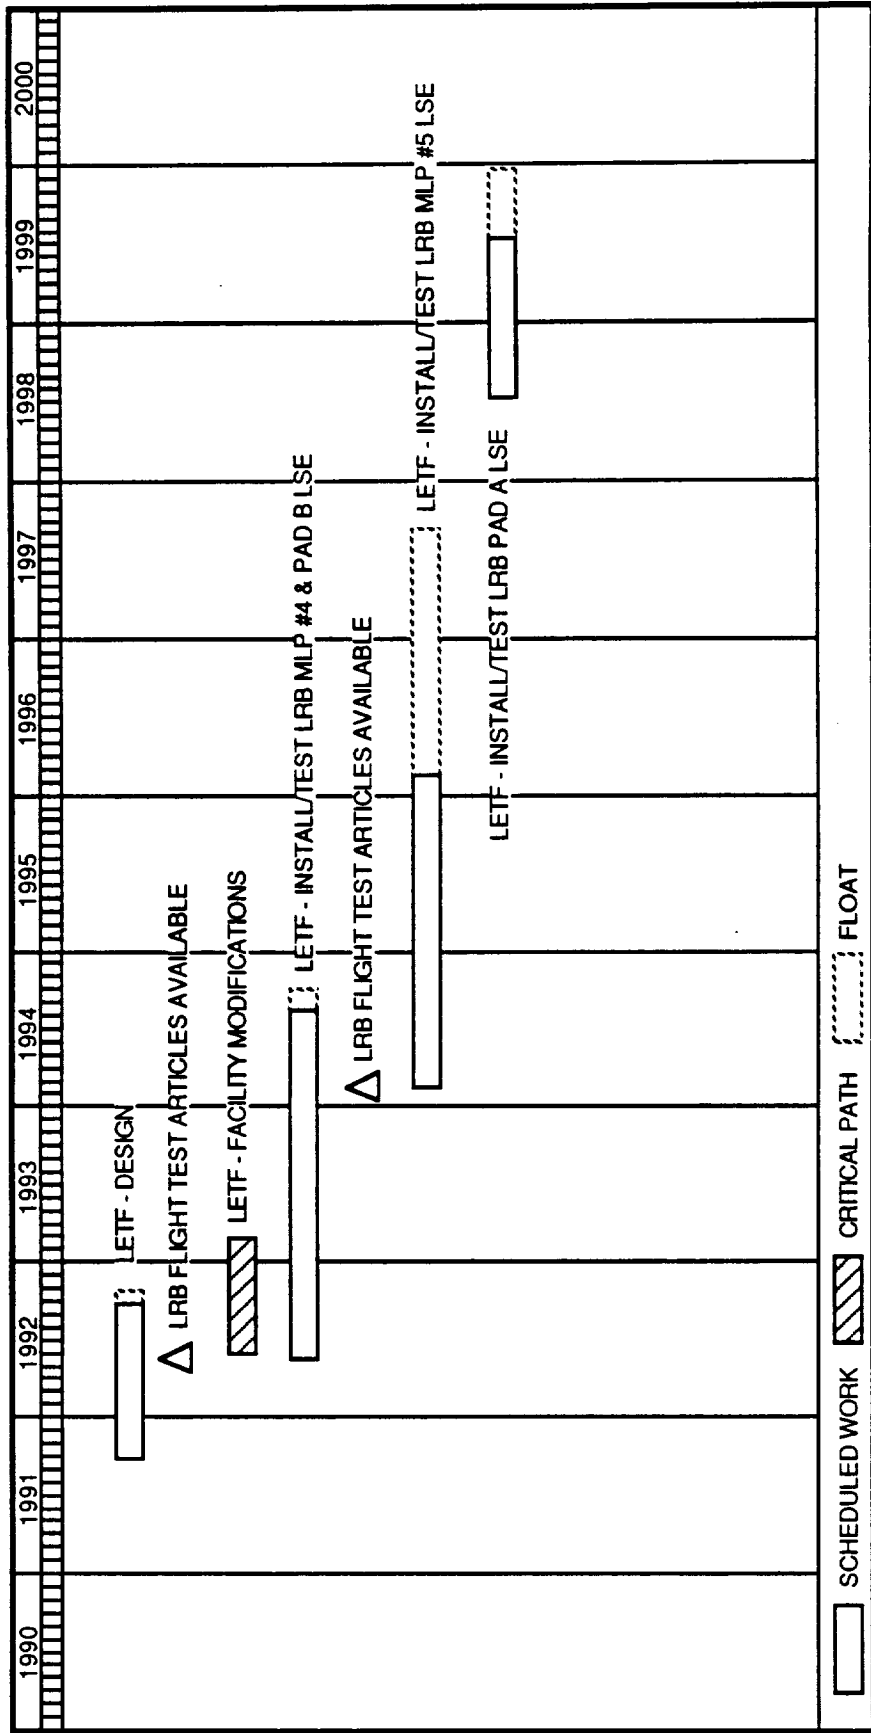 1990 1991 1992 1993 1994 1995 1996 1997 1998 1999 2000
LETF - DESIGN
LRB FLIGHT TEST ARTICLES AVAILABLE
LETF - FACILITY MODIFICATIONS
LETF - INSTALL/TEST LRB MLP #4 & PAD B LSE
LRB FLIGHT TEST ARTICLES AVAILABLE
LETF - INSTALL/TEST LRB MLP #5 LSE
LETF - INSTALL/TEST LRB PAD A LSE
SCHEDULED WORK CRITICAL PATH FLOAT